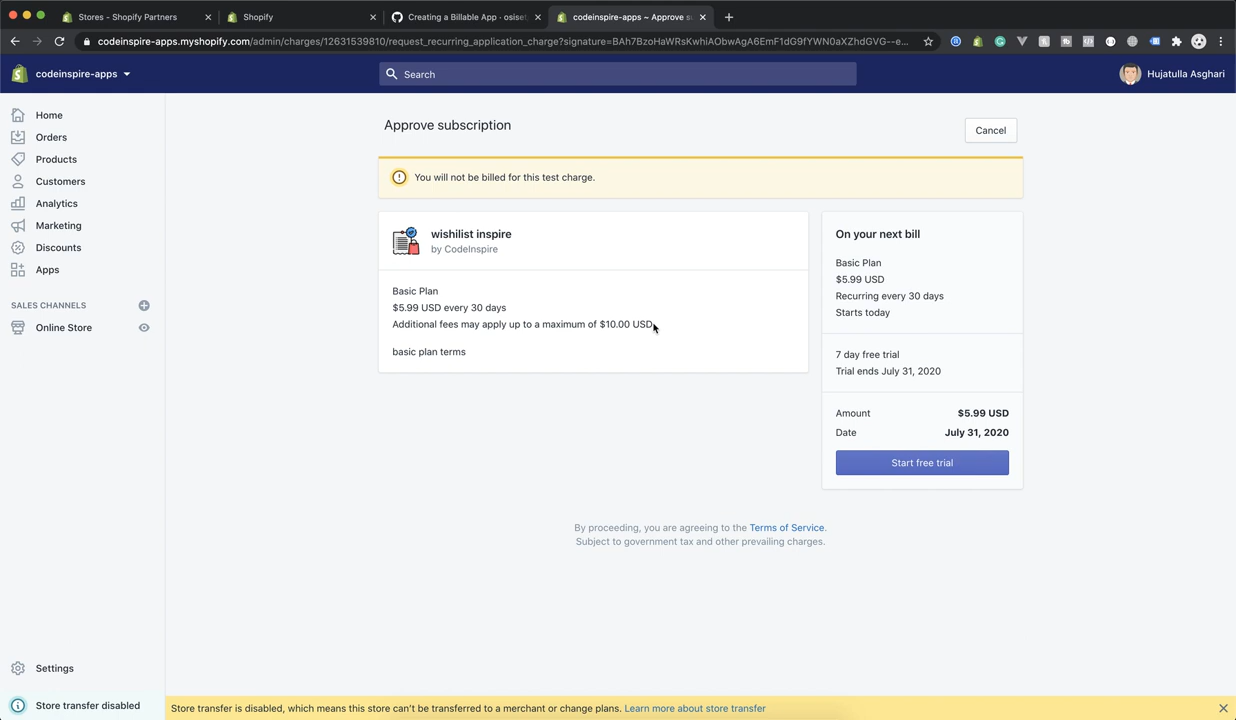 Stores - Shopify Partners
Shopify
Creating a Billable App · osiset
codeinspire-apps ~ Approve su
codeinspire-apps.myshopify.com/admin/charges/12631539810/request_recurring_application_charge?signature=BAh7BzoHaWRsKwhiAObwAgA6EmF1dG9fYWN0aXZhdGVG--e...
codeinspire-apps
Search
Hujatulla Asghari
Home
Orders
Products
Customers
Analytics
Marketing
Discounts
Apps
SALES CHANNELS
Online Store
Settings
Store transfer disabled
Approve subscription
Cancel
You will not be billed for this test charge.
wishilist inspire
by CodeInspire
Basic Plan
$5.99 USD every 30 days
Additional fees may apply up to a maximum of $10.00 USD
basic plan terms
On your next bill
Basic Plan
$5.99 USD
Recurring every 30 days
Starts today
7 day free trial
Trial ends July 31, 2020
Amount $5.99 USD
Date July 31, 2020
Start free trial
By proceeding, you are agreeing to the Terms of Service.
Subject to government tax and other prevailing charges.
Store transfer is disabled, which means this store can't be transferred to a merchant or change plans. Learn more about store transfer